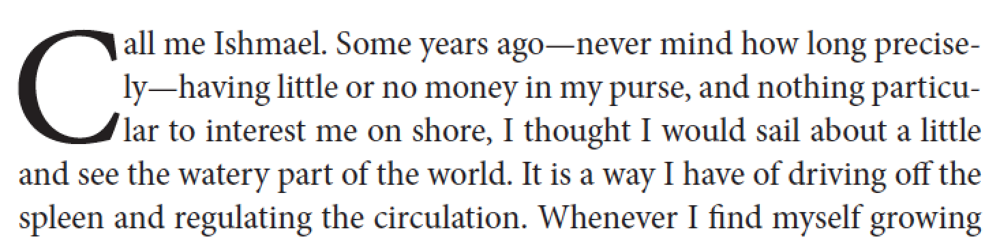 Call me Ishmael. Some years ago—never mind how long precise-
ly—having little or no money in my purse, and nothing particu-
lar to interest me on shore, I thought I would sail about a little
and see the watery part of the world. It is a way I have of driving off the
spleen and regulating the circulation. Whenever I find myself growing